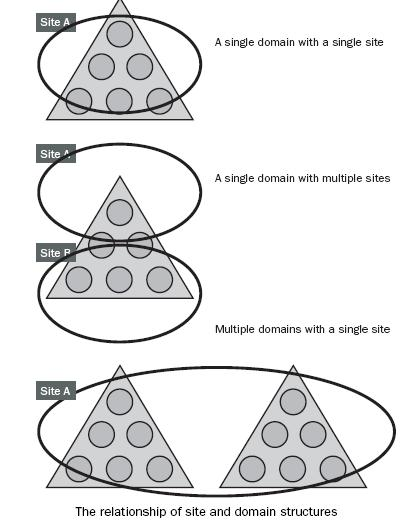 Site A
A single domain with a single site
Site A
A single domain with multiple sites
Site B
Multiple domains with a single site
Site A
The relationship of site and domain structures